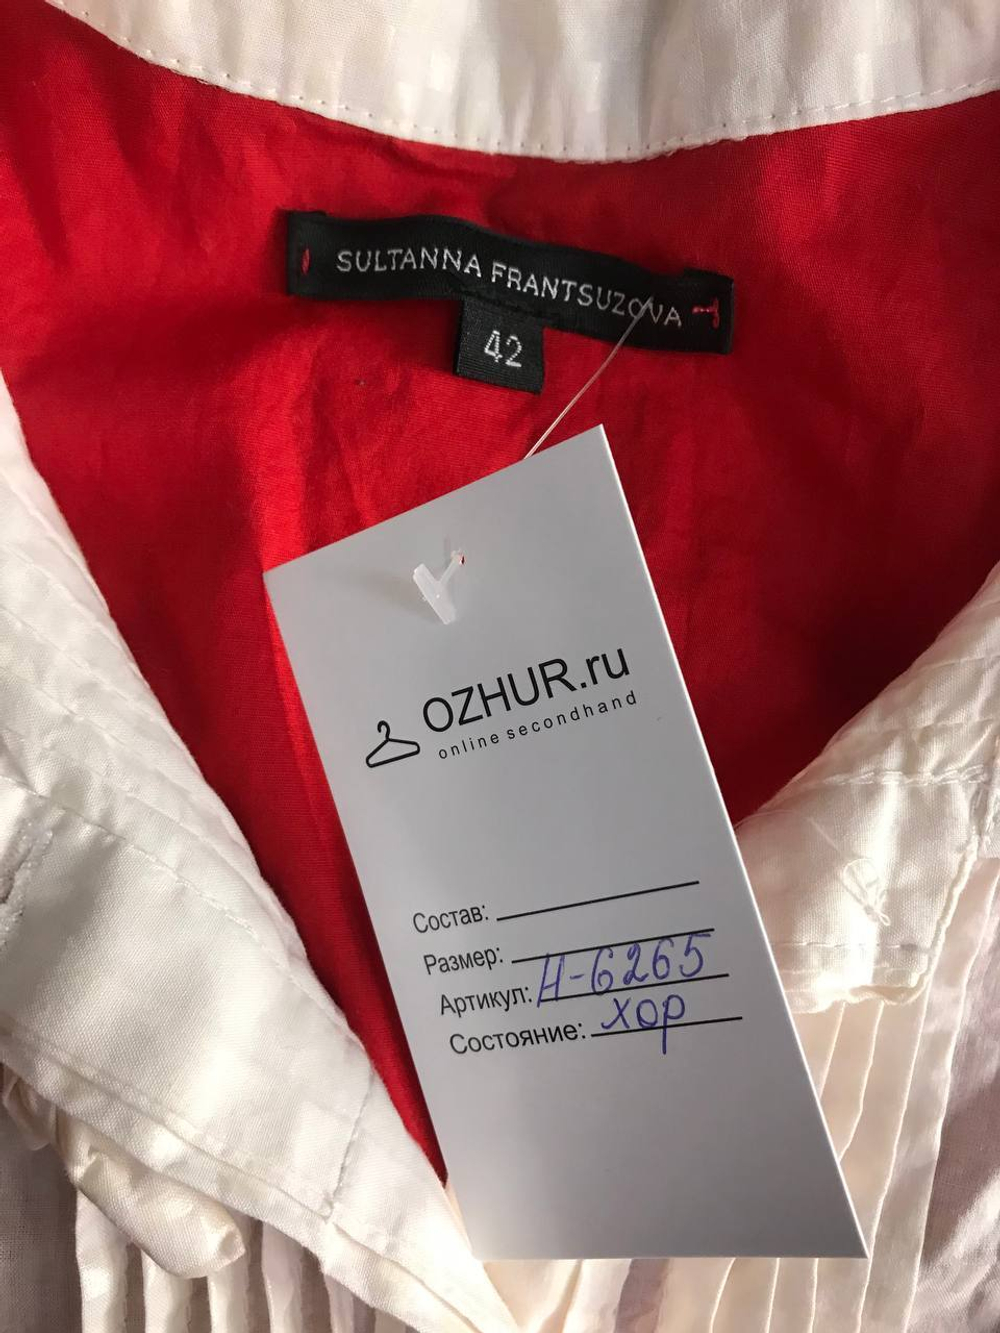 SULTANNA FRANTSUZOVA
42
OZHUR.ru
online secondhand
Состав:
Размер:
Артикул: Н-6265
Состояние: хор